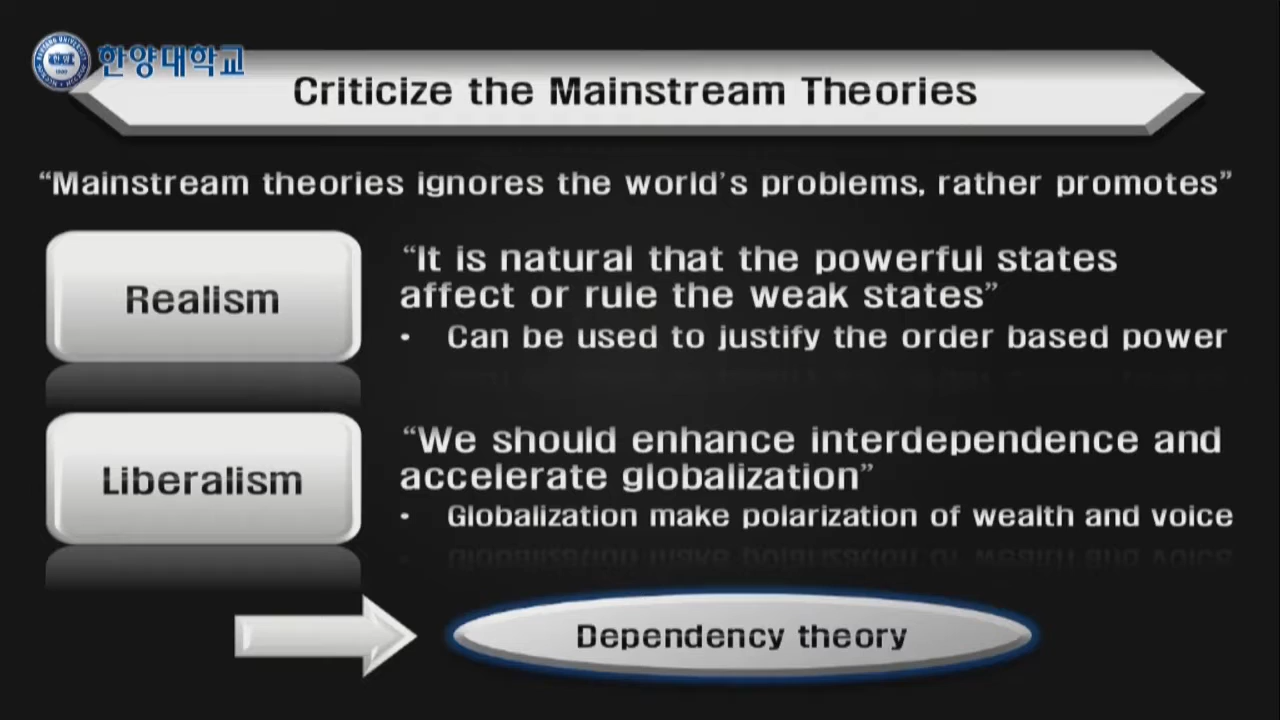 한양대학교
Criticize the Mainstream Theories
“Mainstream theories ignores the world’s problems, rather promotes”
Realism
“It is natural that the powerful states
affect or rule the weak states”
• Can be used to justify the order based power
Liberalism
“We should enhance interdependence and
accelerate globalization”
• Globalization make polarization of wealth and voice
Dependency theory